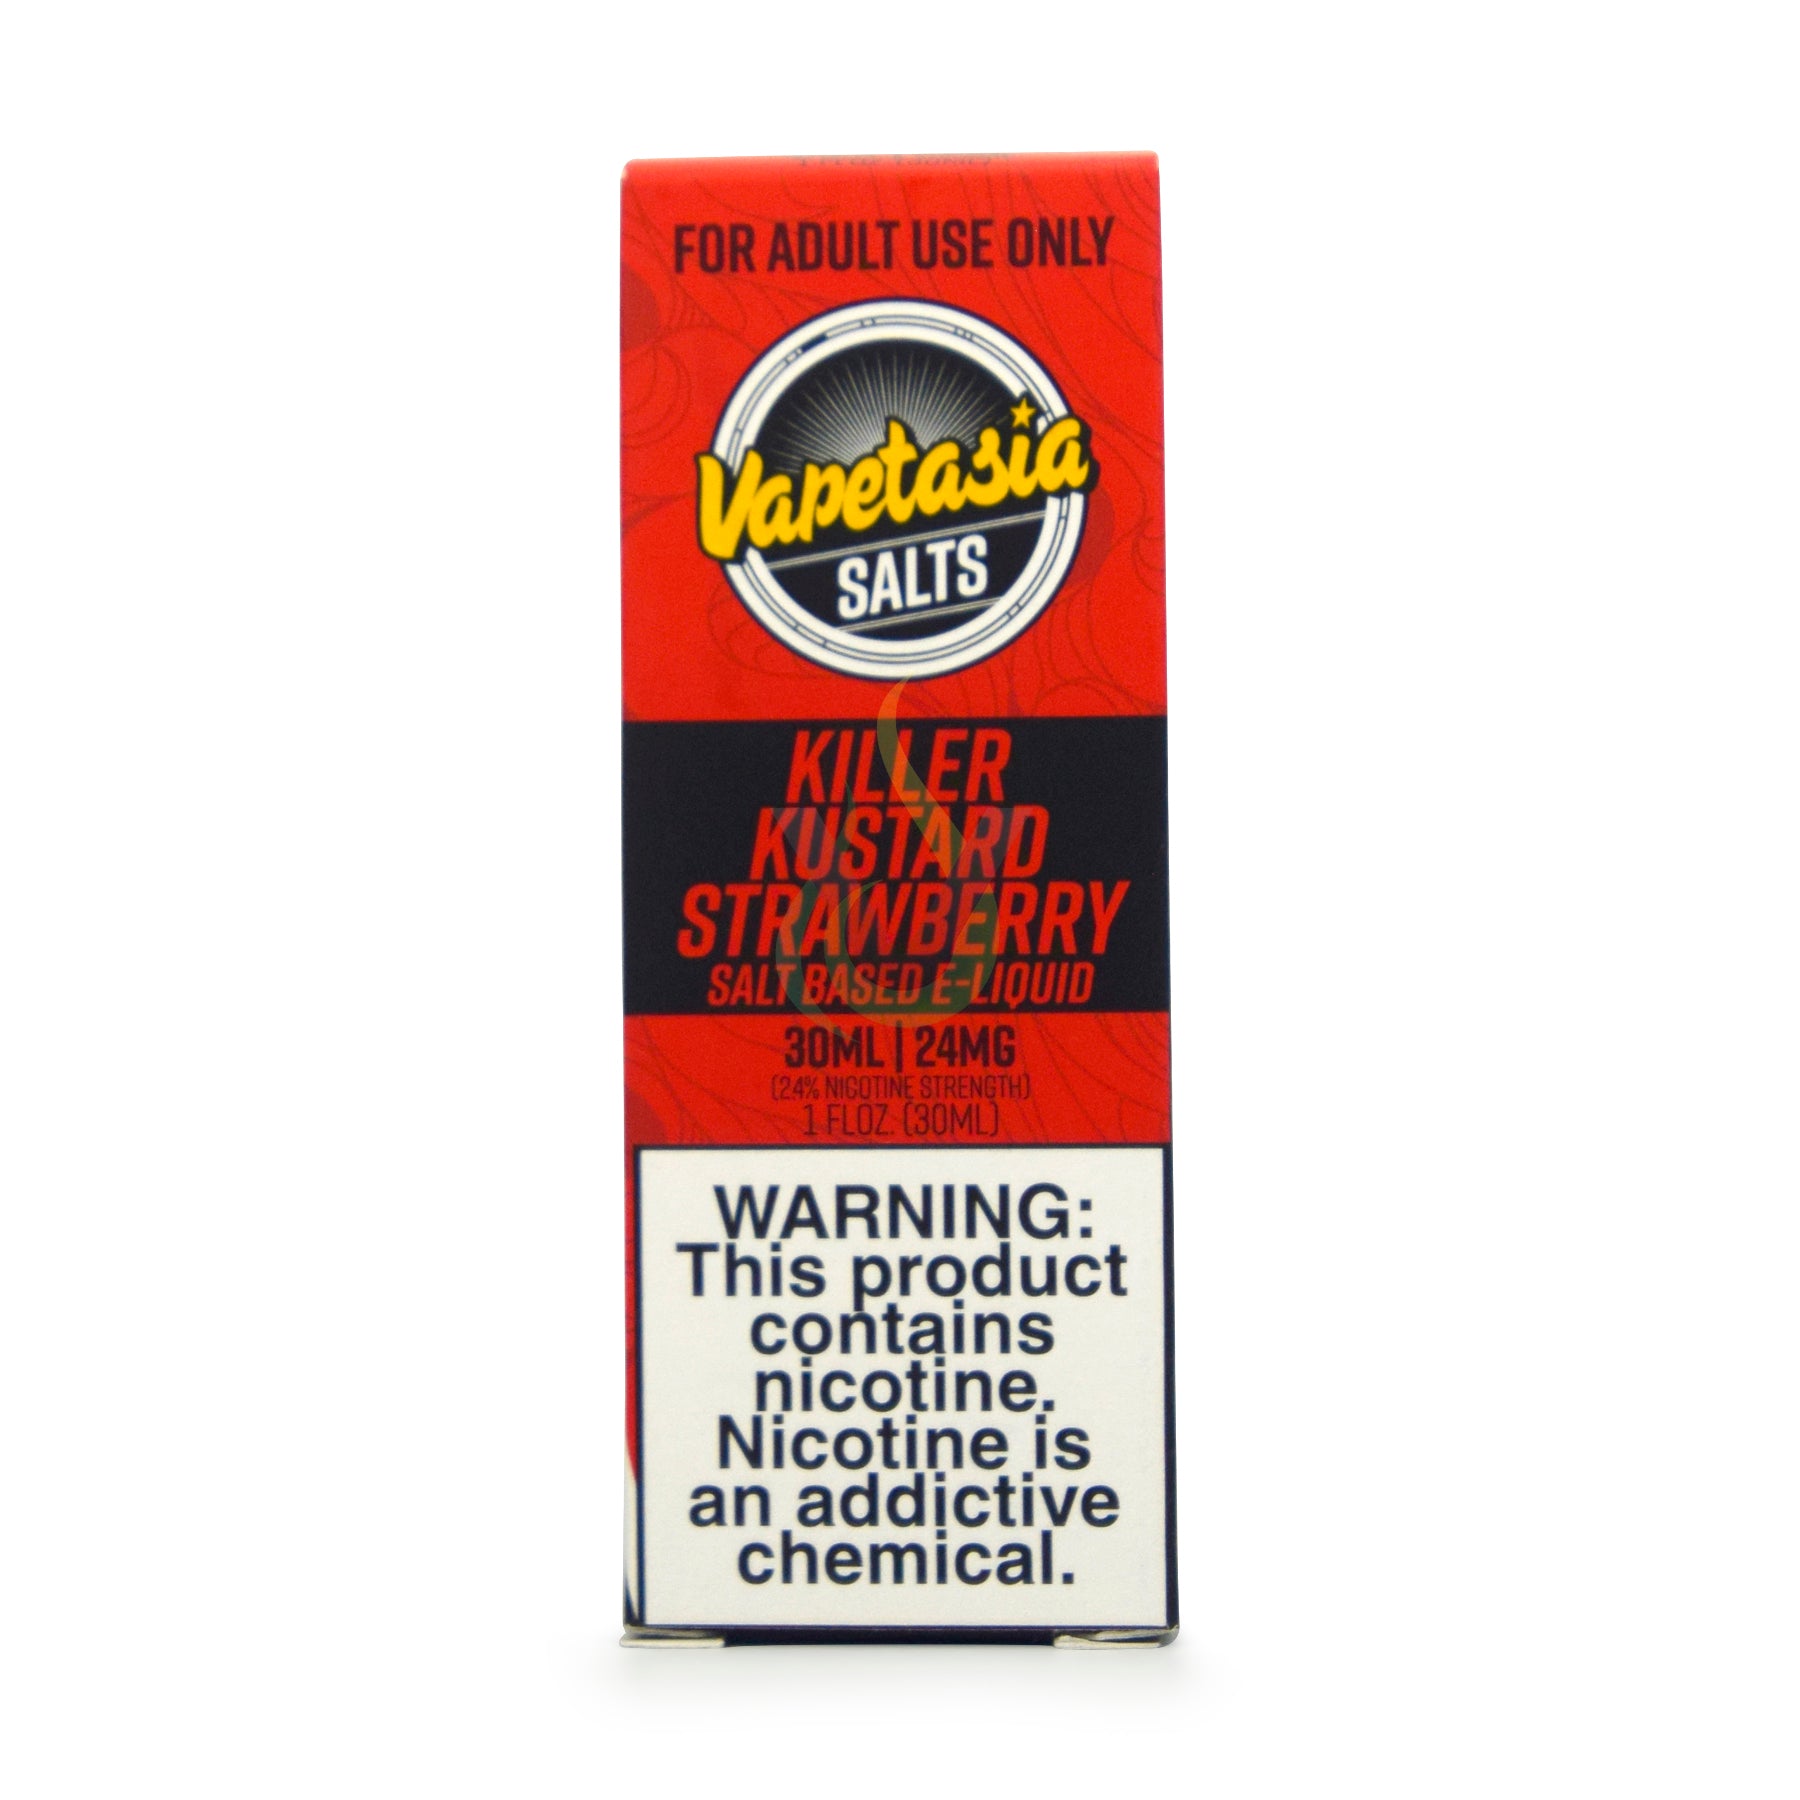 FOR ADULT USE ONLY
Vapetasia
SALTS
KILLER
KUSTARD
STRAWBERRY
SALT BASED E-LIQUID
30ML | 24MG
(2.4% NICOTINE STRENGTH)
1 FL.OZ. (30ML)
WARNING:
This product
contains
nicotine.
Nicotine is
an addictive
chemical.